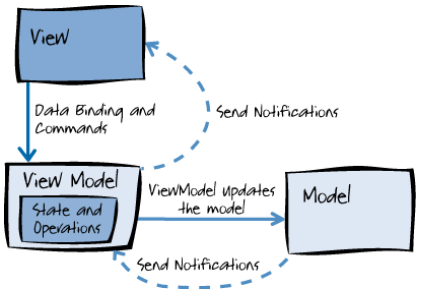 View
Data Binding and
Commands
Send Notifications
View Model
State and
Operations
ViewModel updates
the model
Model
Send Notifications